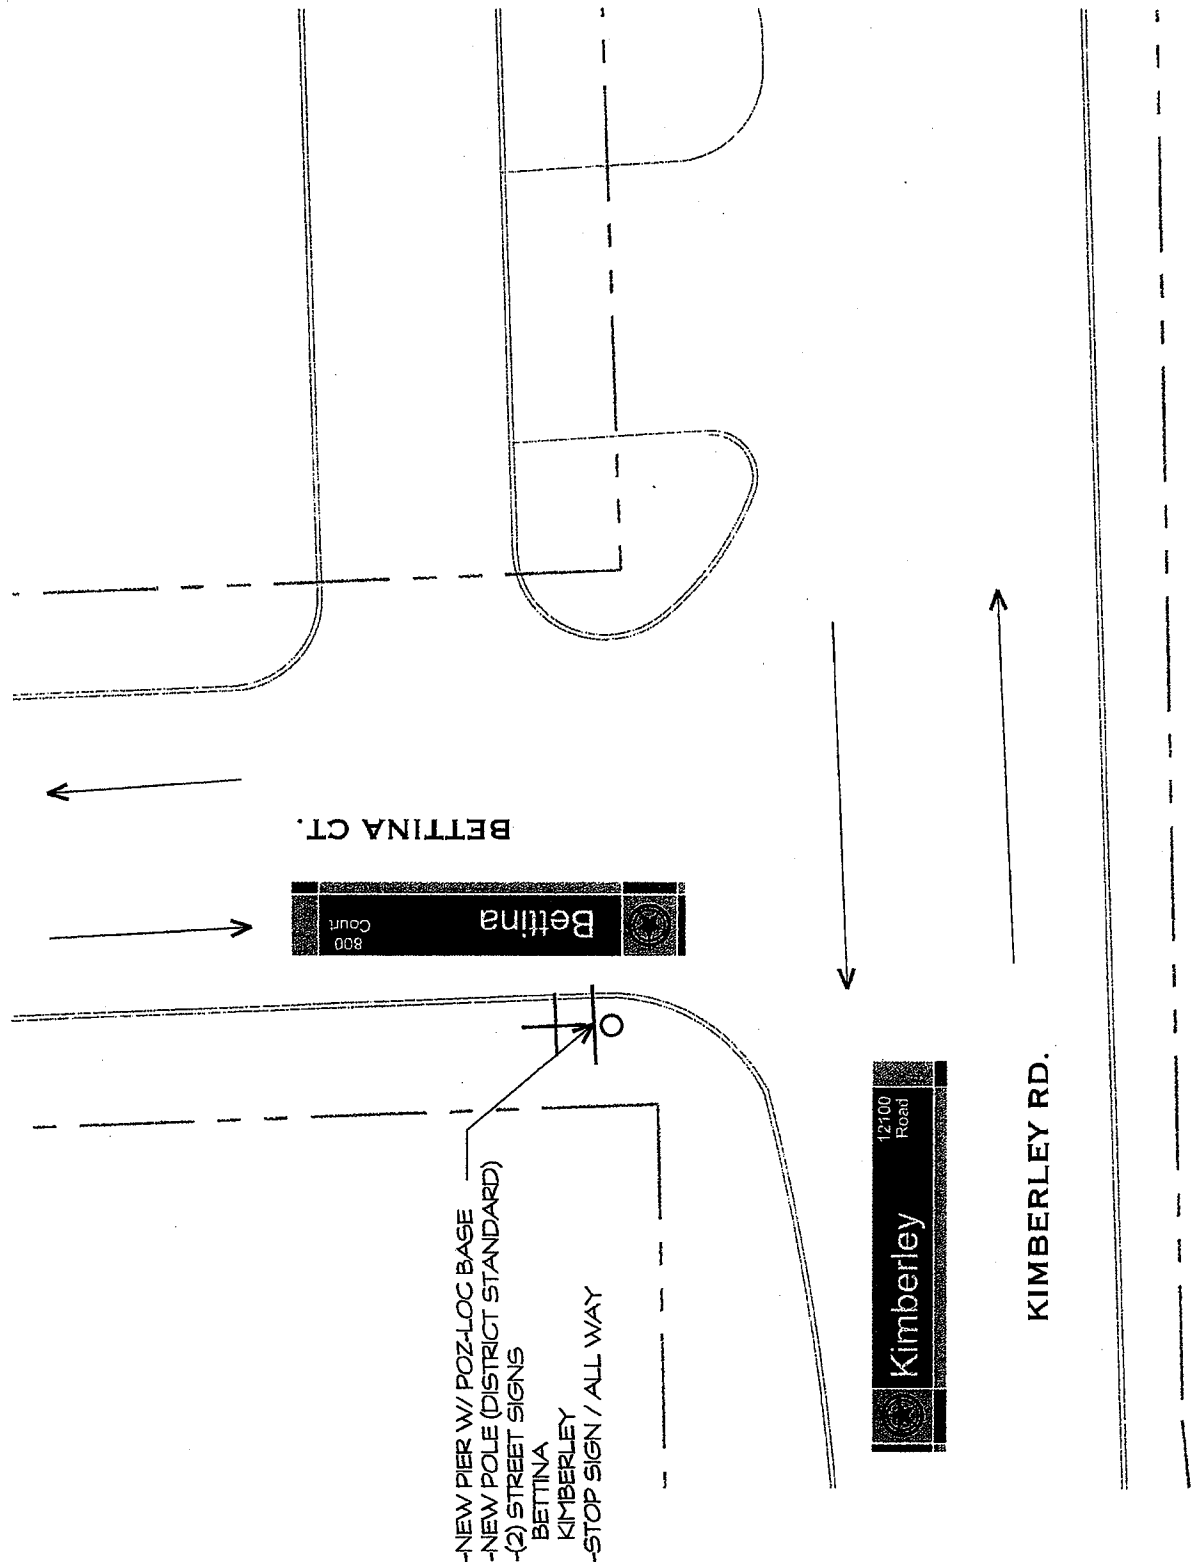 BETTINA CT.
Bettina
800
Court
-NEW PIER W/ POZ-LOC BASE
-NEW POLE (DISTRICT STANDARD)
-(2) STREET SIGNS
BETTINA
KIMBERLEY
-STOP SIGN / ALL WAY
Kimberley
12100
Road
KIMBERLEY RD.